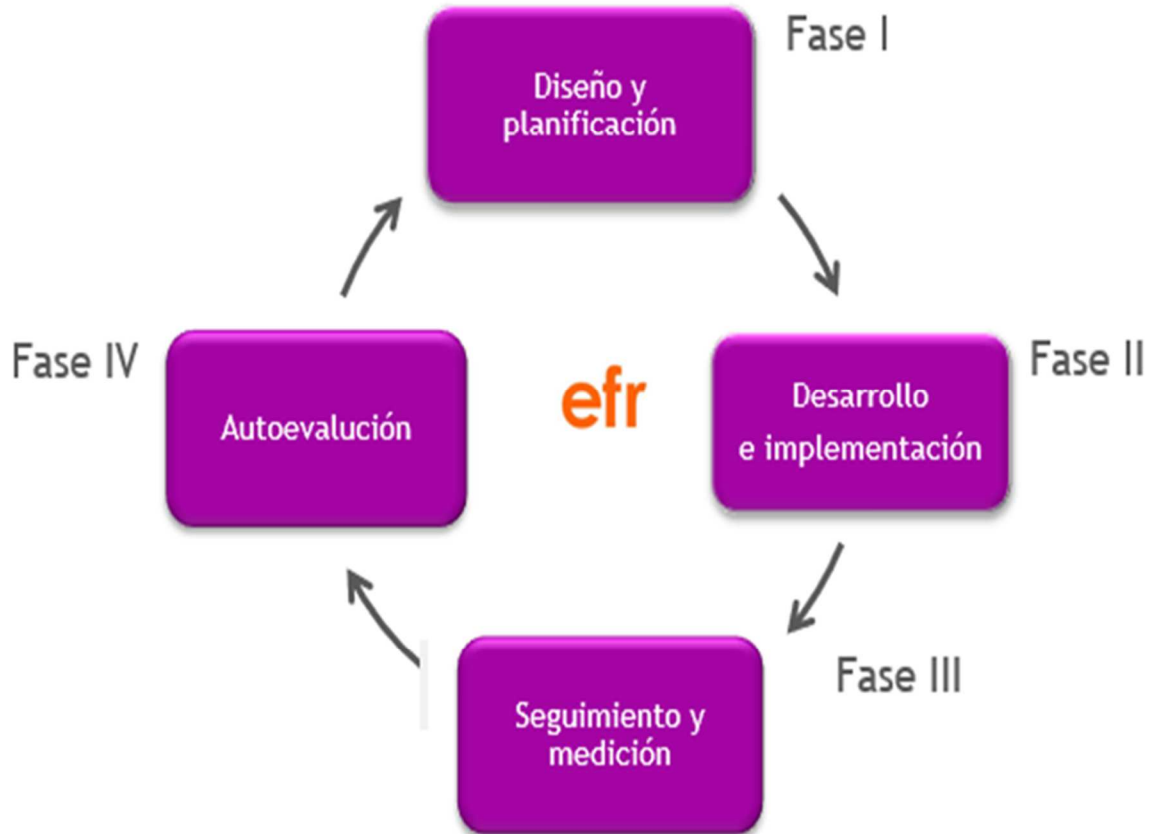 Fase I
Diseño y
planificación
Fase II
Desarrollo
e implementación
Fase III
Seguimiento y
medición
Fase IV
Autoevalución
efr